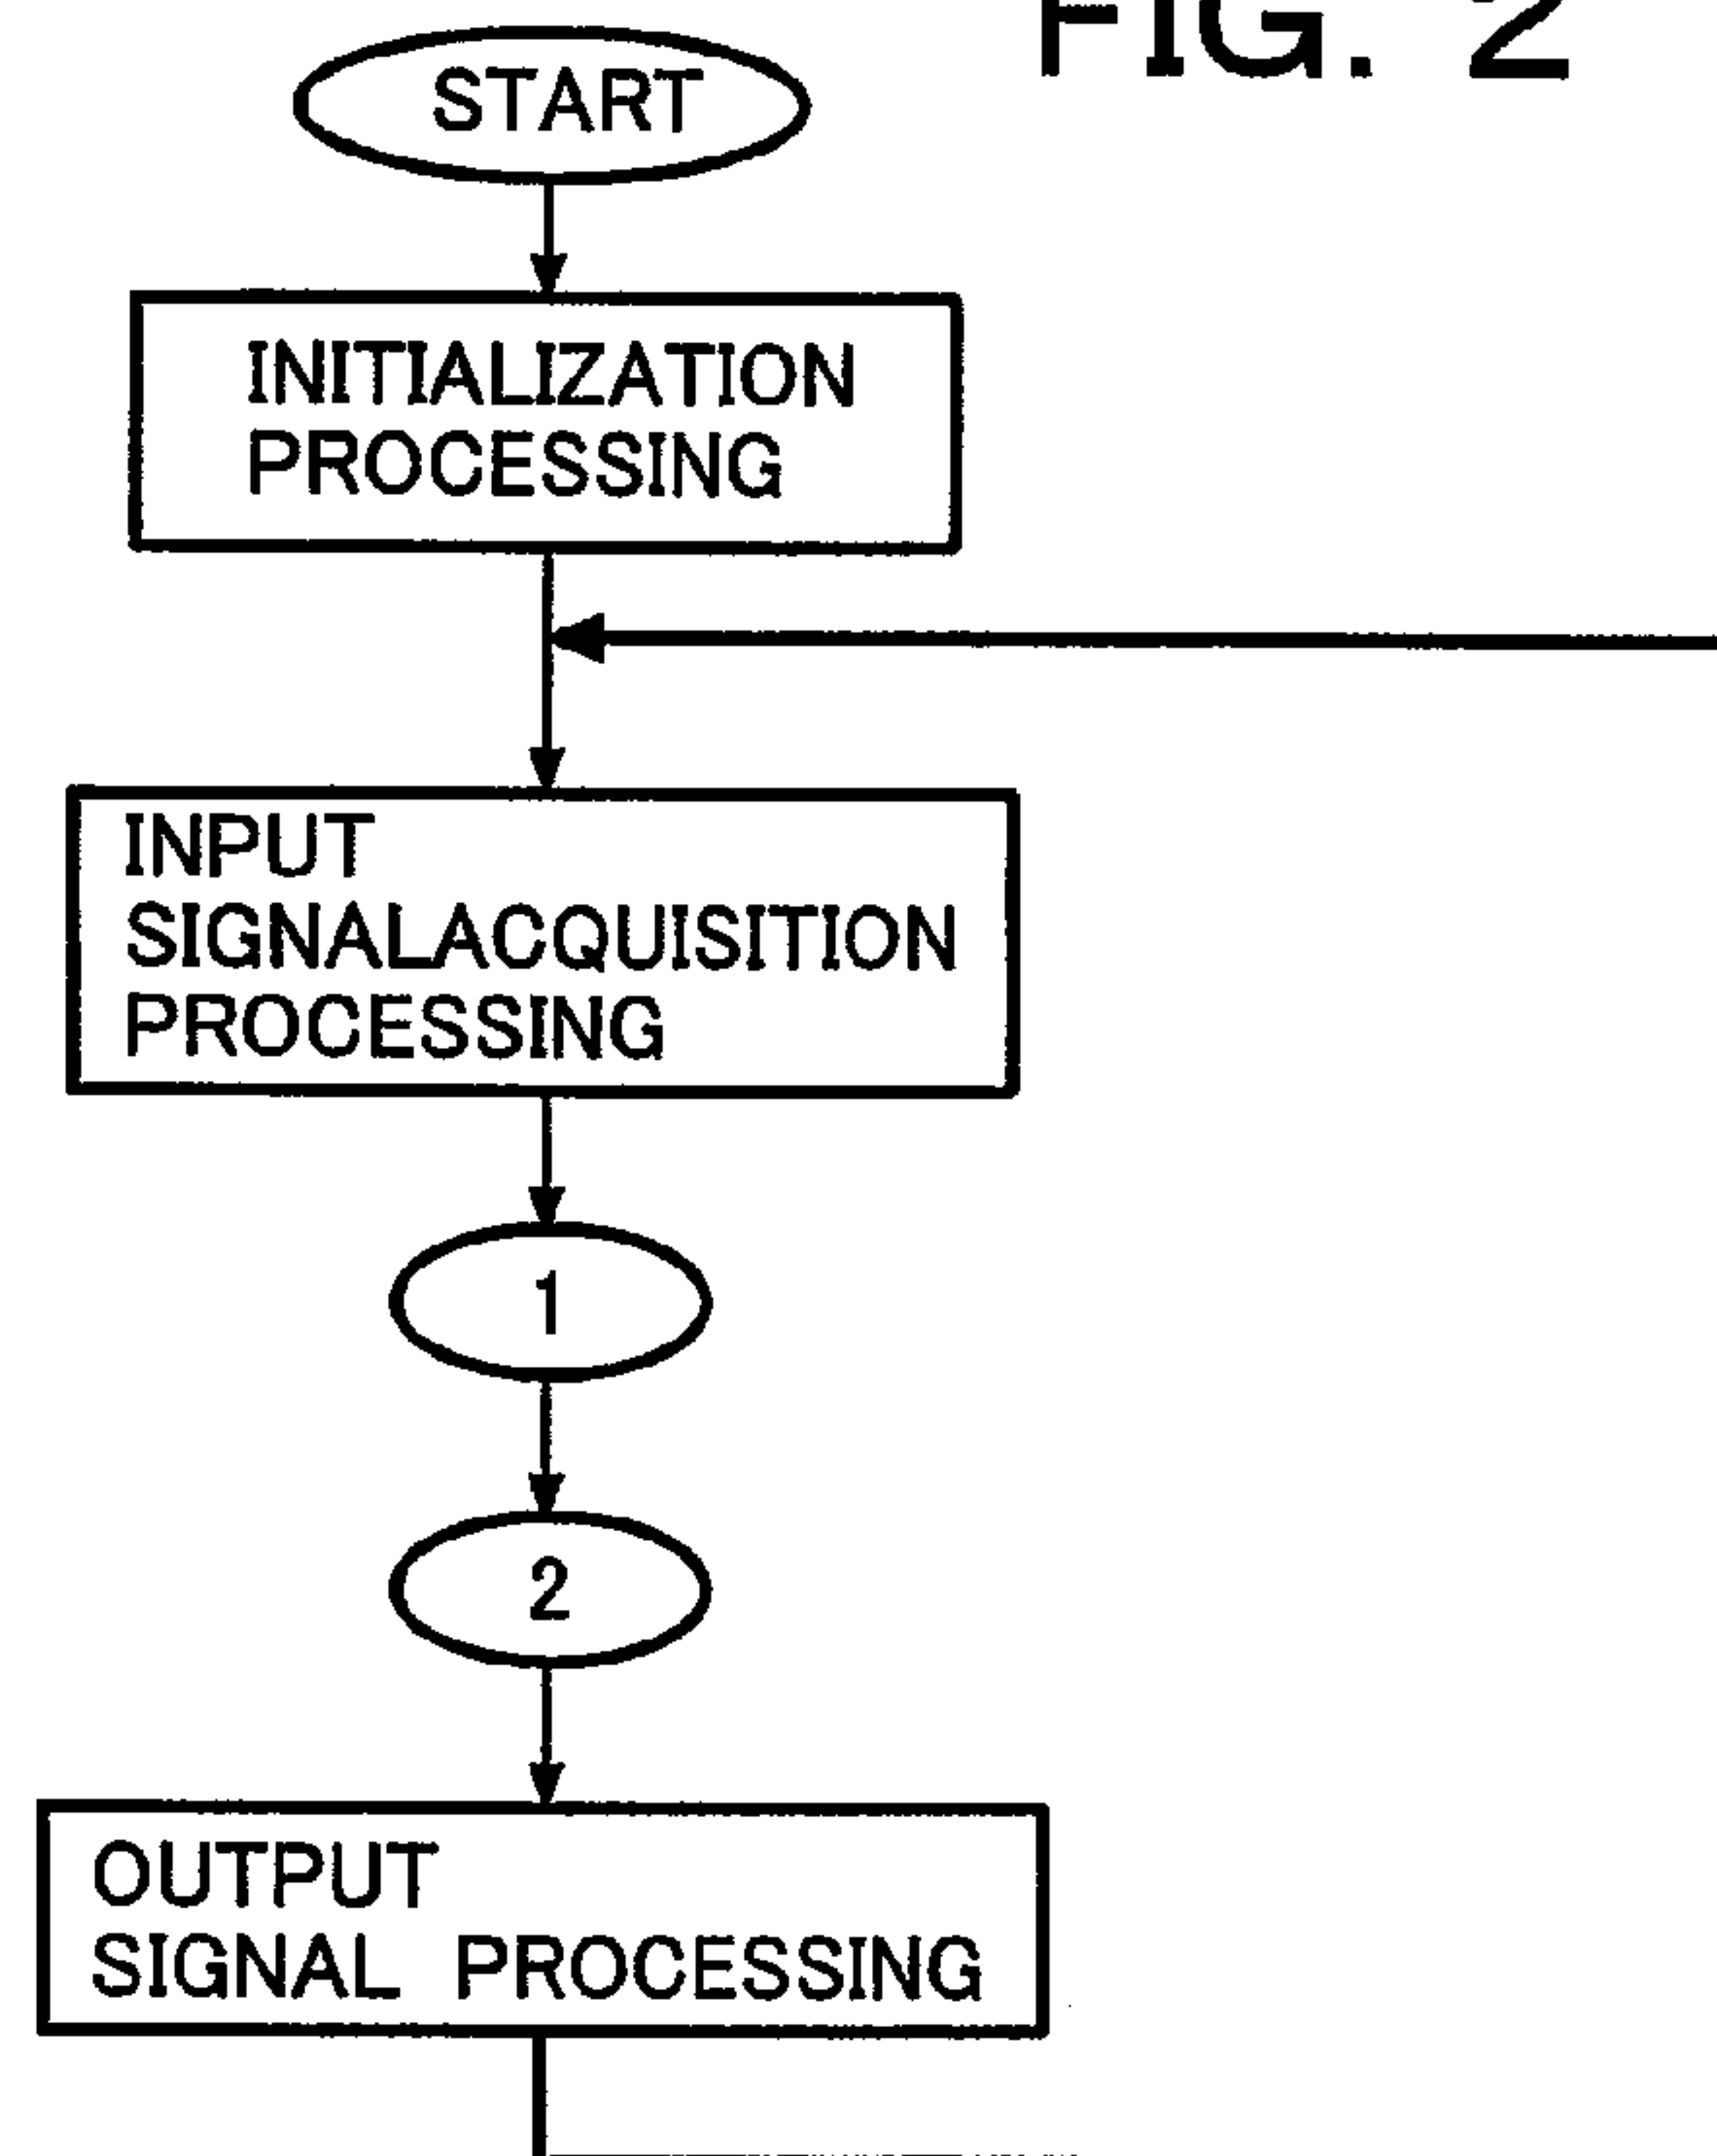 FIG. 2
START
INITIALIZATION
PROCESSING
INPUT
SIGNALACQUISITION
PROCESSING
1
2
OUTPUT
SIGNAL PROCESSING